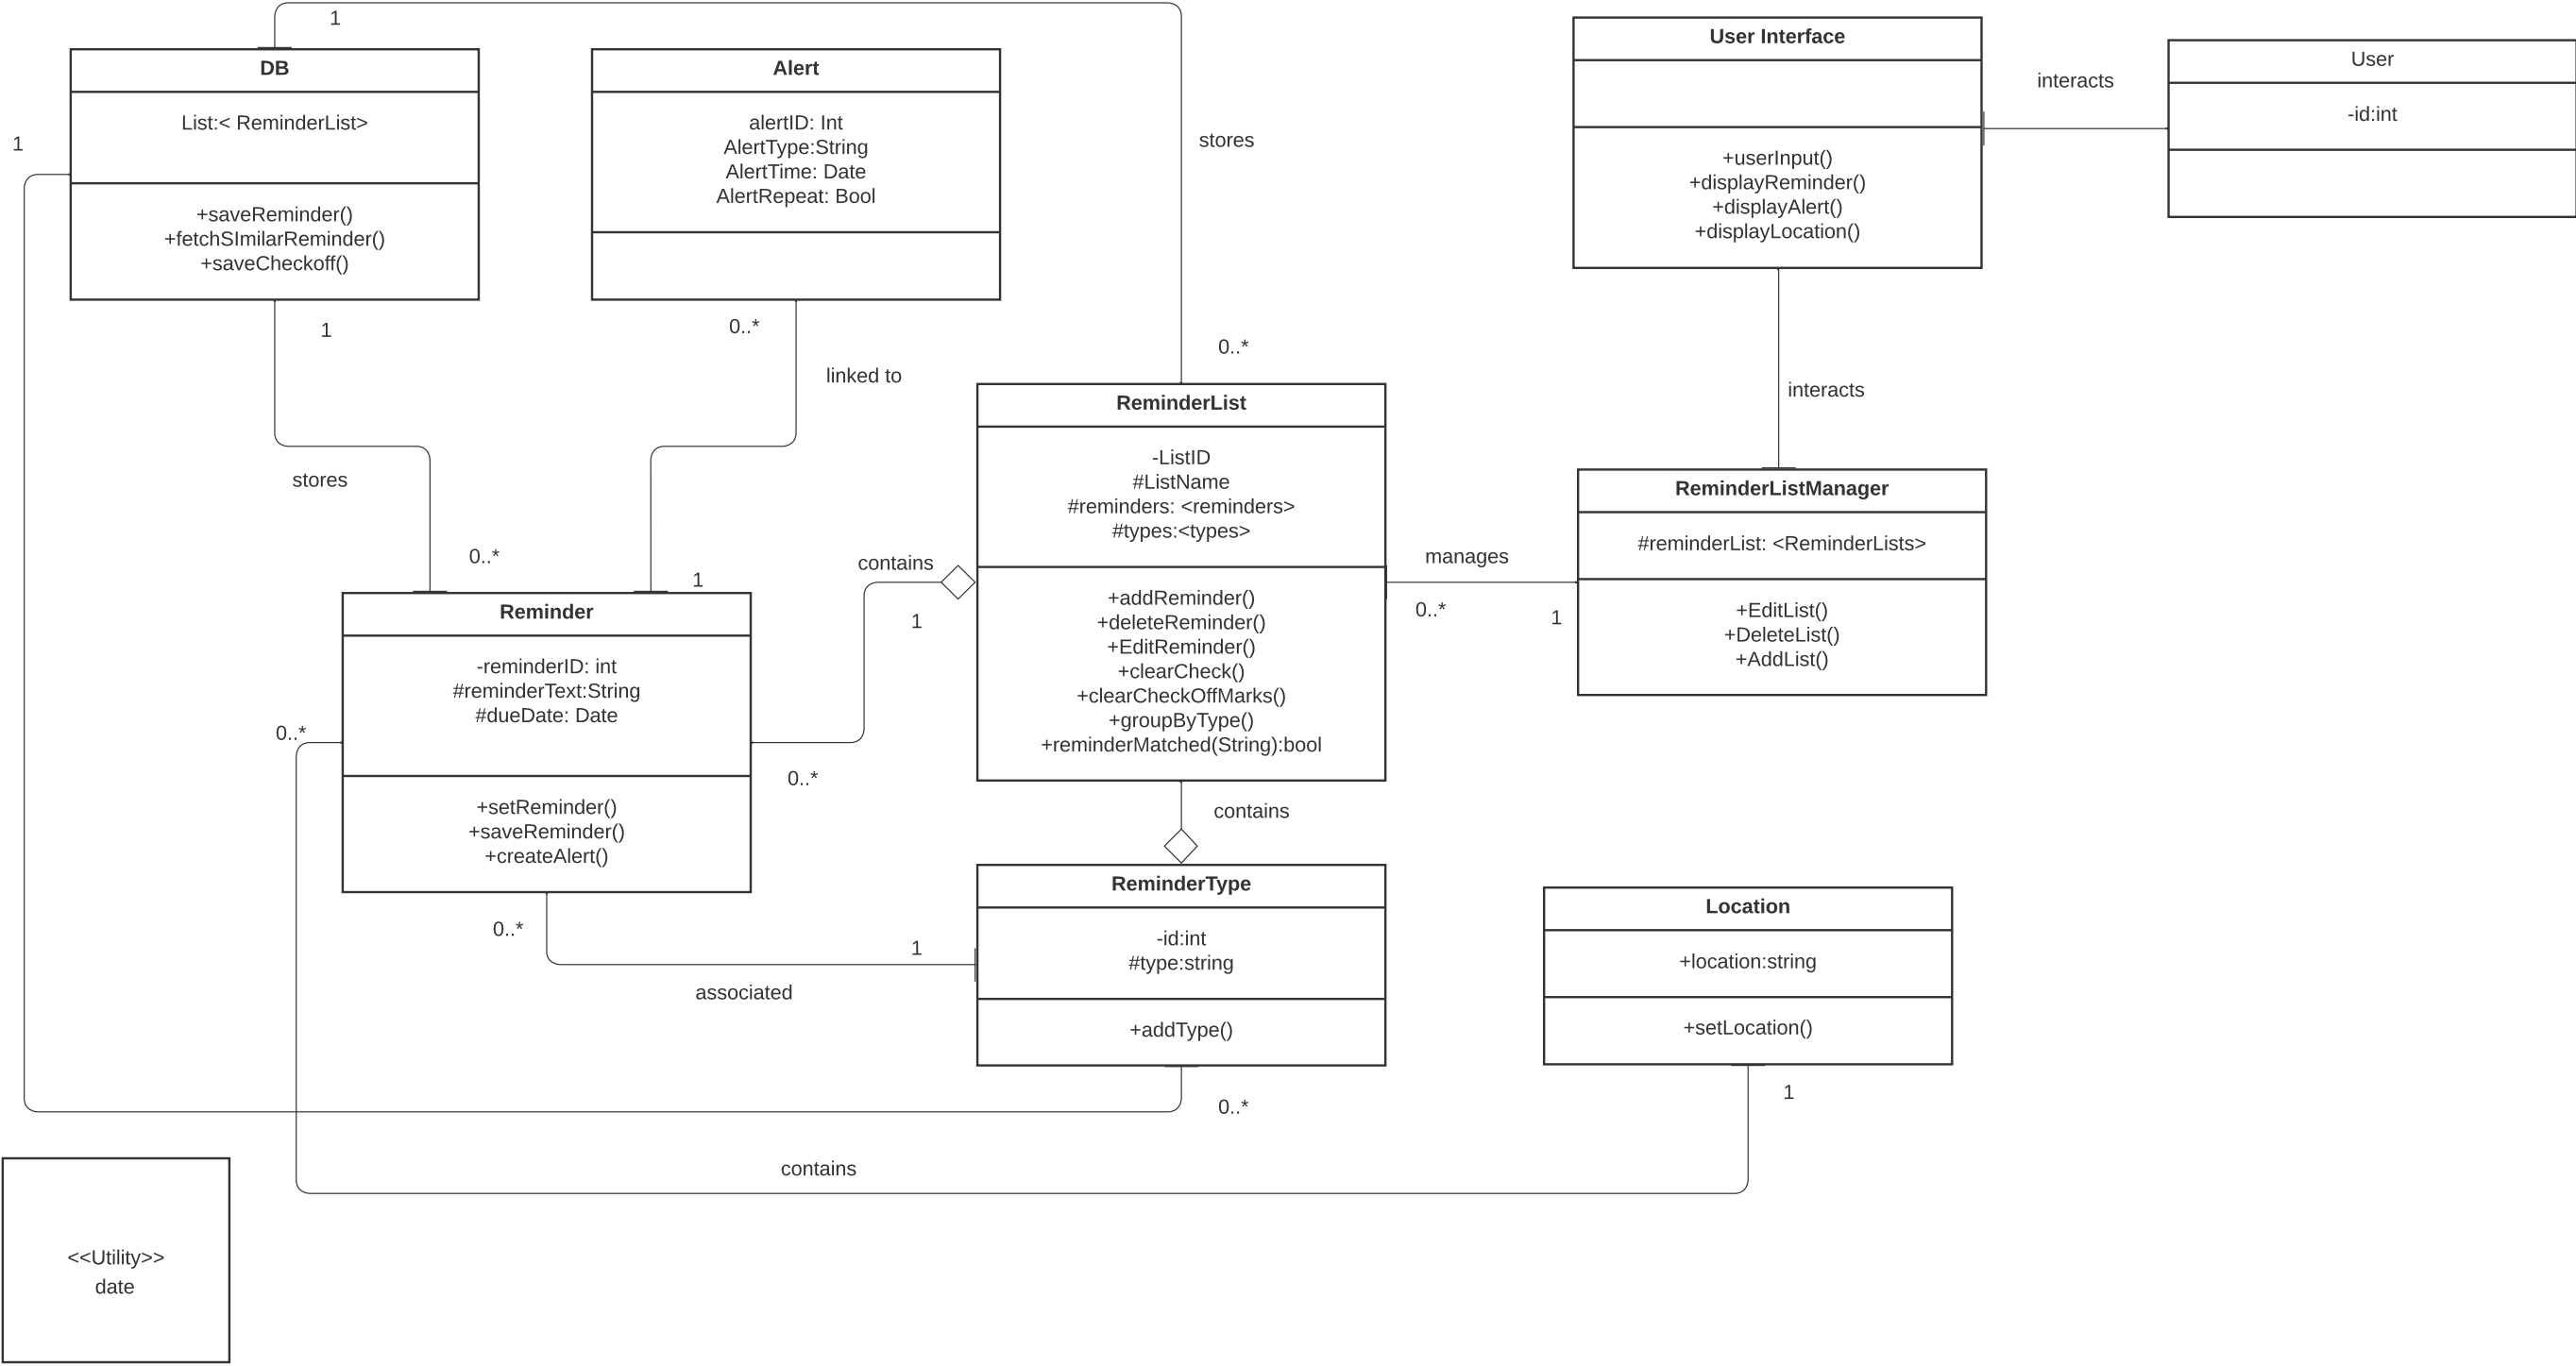 1
DB
List:< ReminderList>
+saveReminder()
+fetchSImilarReminder()
+saveCheckoff()
1
1
Alert
alertID: Int
AlertType:String
AlertTime: Date
AlertRepeat: Bool
0..*
linked to
stores
0..*
User Interface
+userInput()
+displayReminder()
+displayAlert()
+displayLocation()
interacts
User
-id:int
interacts
stores
0..*
1
Reminder
-reminderID: int
#reminderText:String
#dueDate: Date
+setReminder()
+saveReminder()
+createAlert()
0..*
contains
1
0..*
ReminderList
-ListID
#ListName
#reminders: <reminders>
#types:<types>
+addReminder()
+deleteReminder()
+EditReminder()
+clearCheck()
+clearCheckOffMarks()
+groupByType()
+reminderMatched(String):bool
manages
0..*
1
ReminderListManager
#reminderList: <ReminderLists>
+EditList()
+DeleteList()
+AddList()
contains
0..*
1
associated
ReminderType
-id:int
#type:string
+addType()
0..*
Location
+location:string
+setLocation()
1
contains
<<Utility>>
date